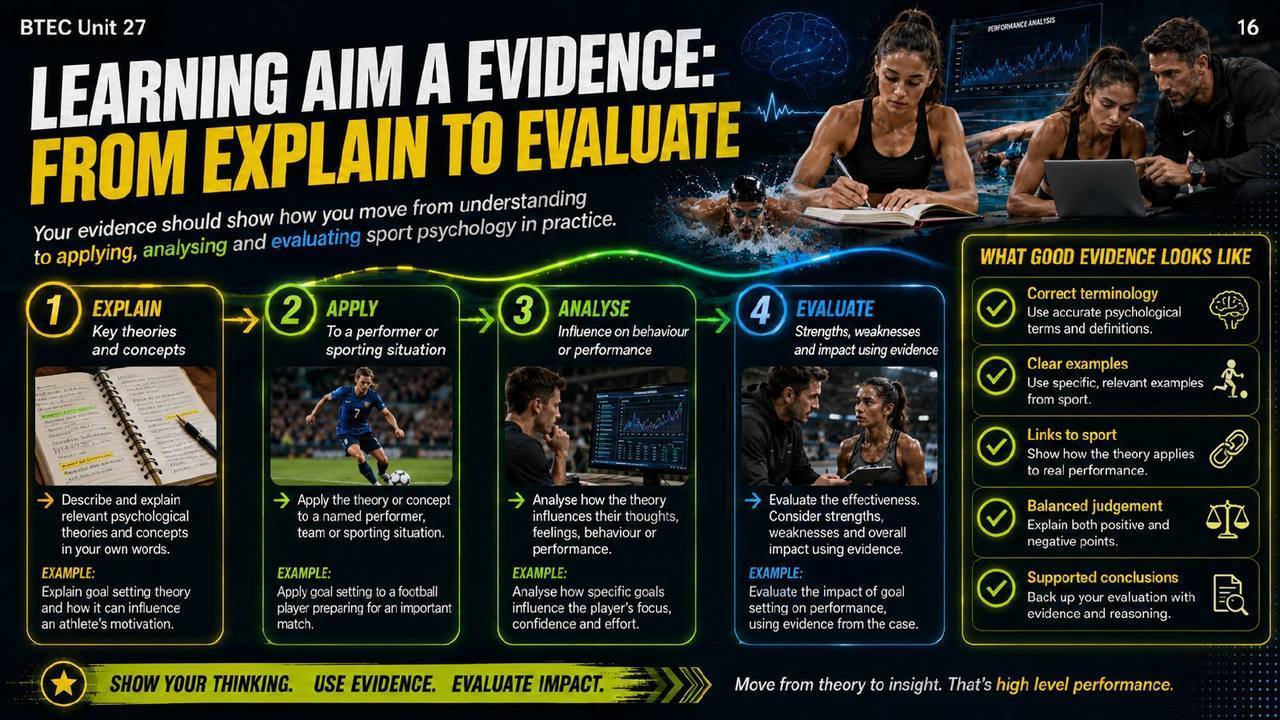 BTEC Unit 27
16
LEARNING AIM A EVIDENCE:
FROM EXPLAIN TO EVALUATE
Your evidence should show how you move from understanding
to applying, analysing and evaluating sport psychology in practice.
PERFORMANCE ANALYSIS
1 EXPLAIN
Key theories
and concepts
Describe and explain
relevant psychological
theories and concepts
in your own words.
EXAMPLE:
Explain goal setting theory
and how it can influence
an athlete's motivation.
2 APPLY
To a performer or
sporting situation
7
Apply the theory or concept
to a named performer,
team or sporting situation.
EXAMPLE:
Apply goal setting to a football
player preparing for an important
match.
3 ANALYSE
Influence on behaviour
or performance
Analyse how the theory
influences their thoughts,
feelings, behaviour or
performance.
EXAMPLE:
Analyse how specific goals
influence the player's focus,
confidence and effort.
4 EVALUATE
Strengths, weaknesses
and impact using evidence
Evaluate the effectiveness.
Consider strengths,
weaknesses and overall
impact using evidence.
EXAMPLE:
Evaluate the impact of goal
setting on performance,
using evidence from the case.
WHAT GOOD EVIDENCE LOOKS LIKE
Correct terminology
Use accurate psychological
terms and definitions.
Clear examples
Use specific, relevant examples
from sport.
Links to sport
Show how the theory applies
to real performance.
Balanced judgement
Explain both positive and
negative points.
Supported conclusions
Back up your evaluation with
evidence and reasoning.
SHOW YOUR THINKING. USE EVIDENCE. EVALUATE IMPACT.
Move from theory to insight. That's high level performance.